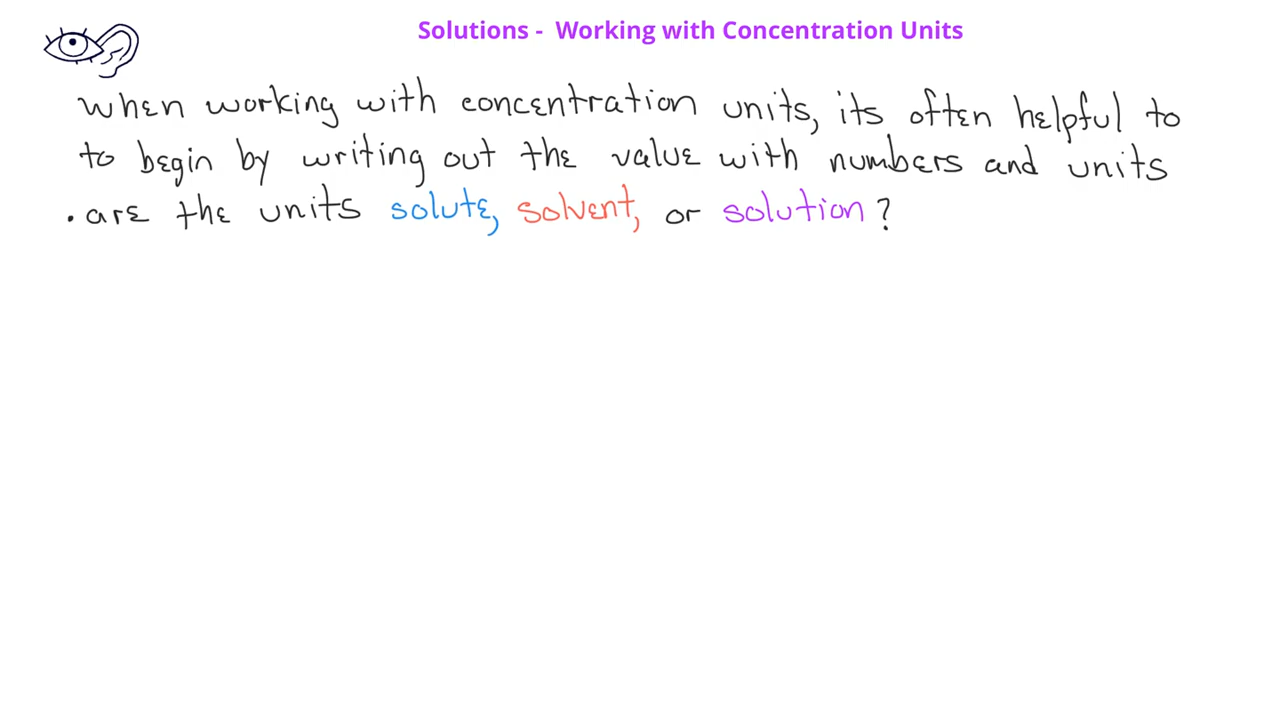 Solutions - Working with Concentration Units
When working with concentration units, its often helpful to
to begin by writing out the value with numbers and units
• are the units solute, solvent, or solution?